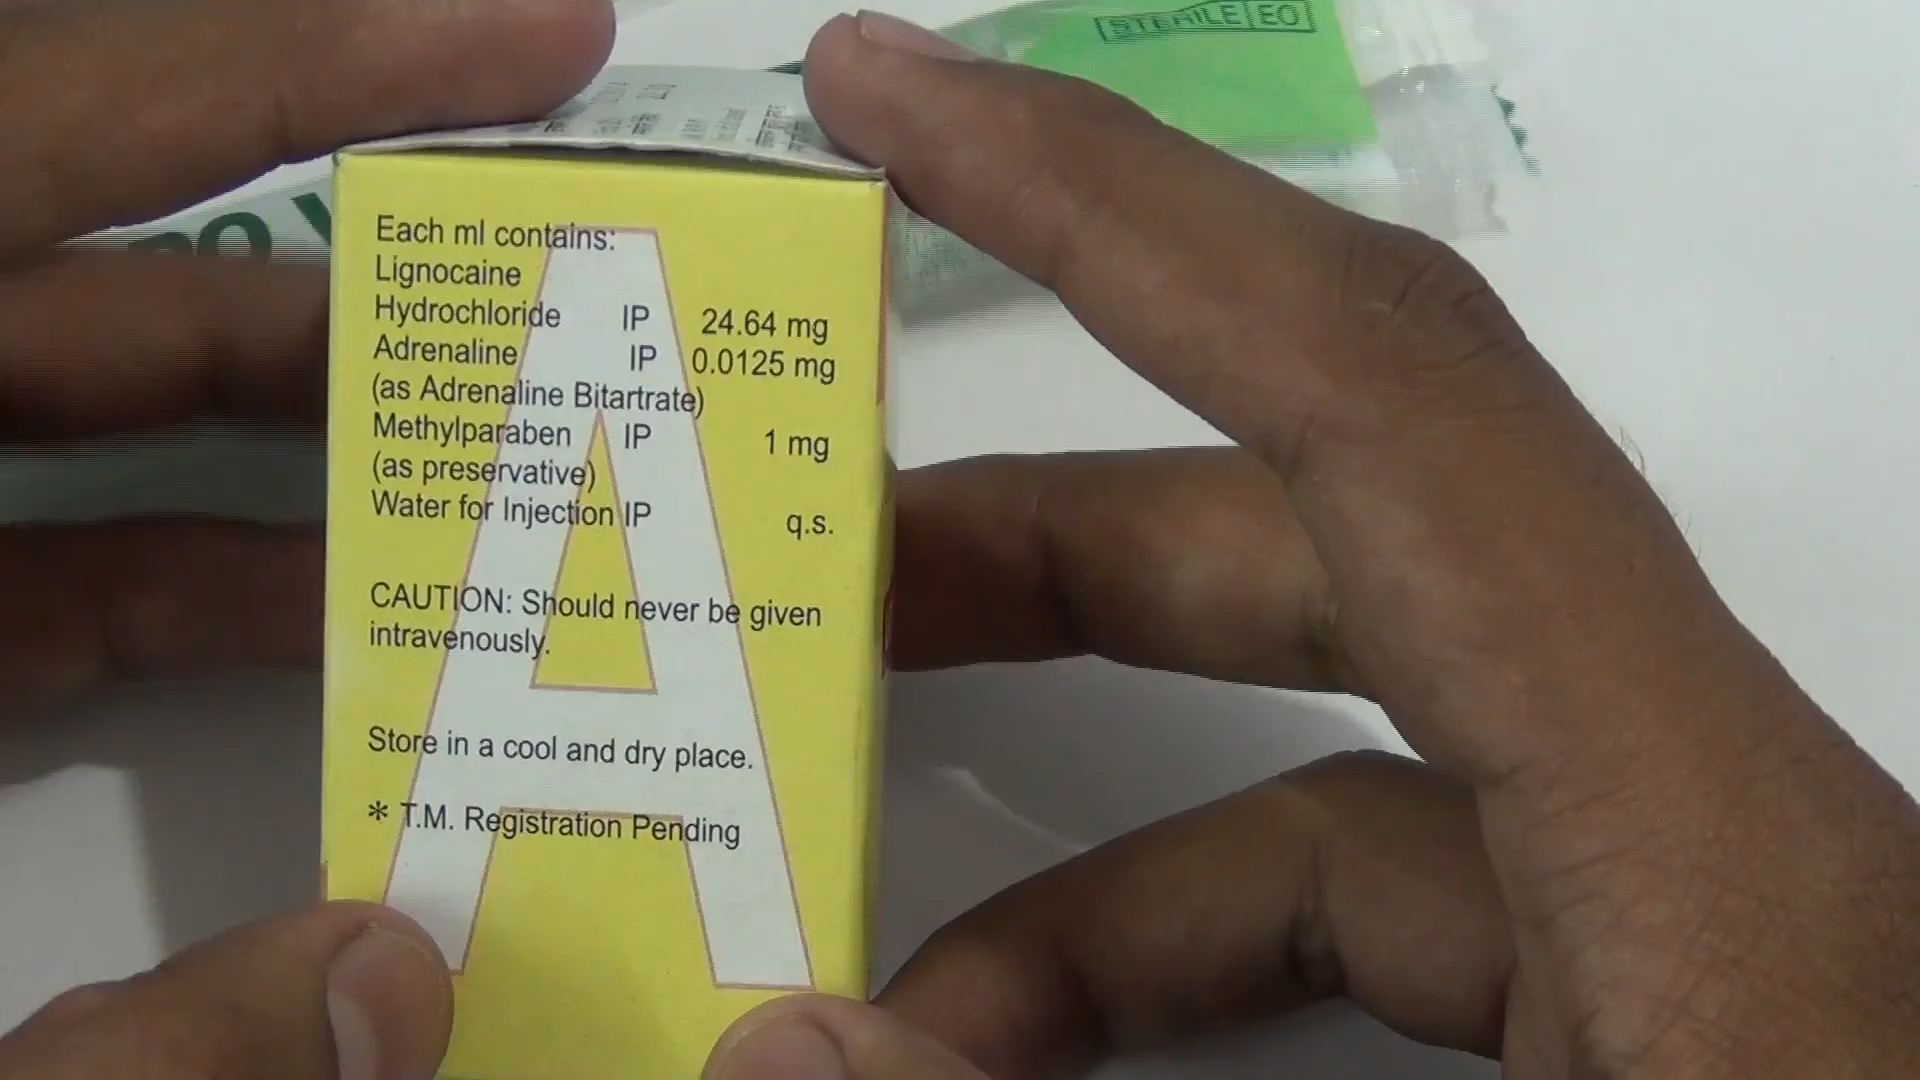 STERILE EO
Each ml contains:
Lignocaine
Hydrochloride IP 24.64 mg
Adrenaline IP 0.0125 mg
(as Adrenaline Bitartrate)
Methylparaben IP 1 mg
(as preservative)
Water for Injection IP q.s.
CAUTION: Should never be given
intravenously.
Store in a cool and dry place.
* T.M. Registration Pending
A